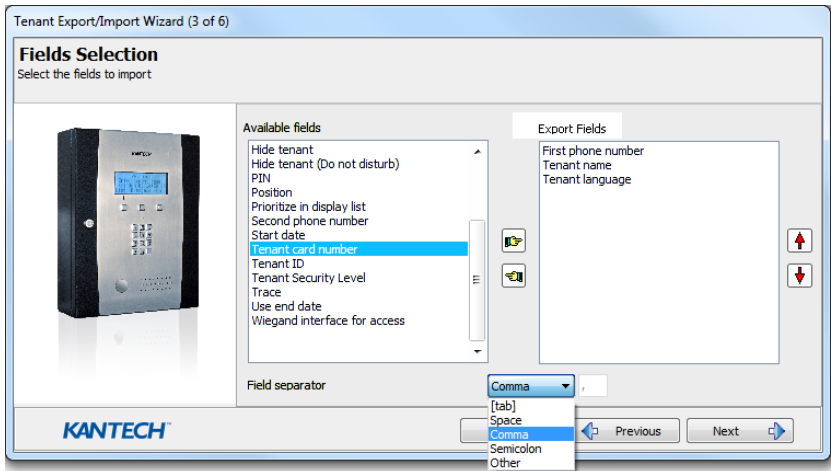 Tenant Export/Import Wizard (3 of 6)
Fields Selection
Select the fields to import
Available fields
Hide tenant
Hide tenant (Do not disturb)
PIN
Position
Prioritize in display list
Second phone number
Start date
Tenant card number
Tenant ID
Tenant Security Level
Trace
Use end date
Wiegand interface for access
Export Fields
First phone number
Tenant name
Tenant language
Field separator
Comma
,
[tab]
Space
Comma
Semicolon
Other
KANTECH
Previous
Next